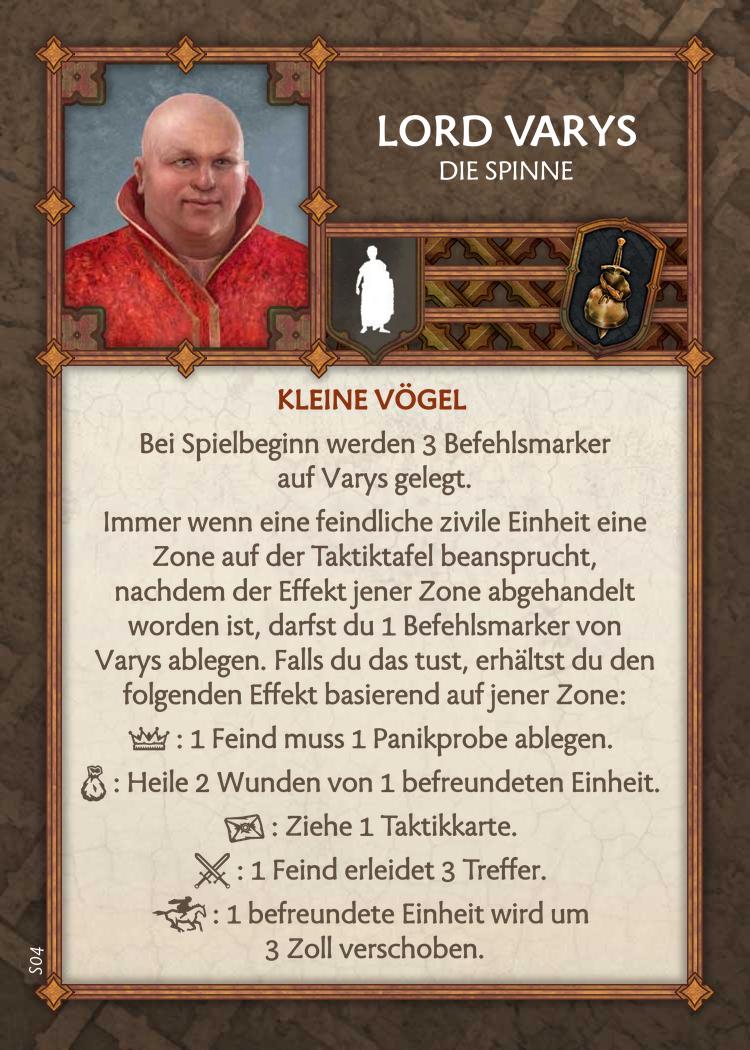 LORD VARYS
DIE SPINNE
KLEINE VÖGEL
Bei Spielbeginn werden 3 Befehlsmarker
auf Varys gelegt.
Immer wenn eine feindliche zivile Einheit eine
Zone auf der Taktiktafel beansprucht,
nachdem der Effekt jener Zone abgehandelt
worden ist, darfst du 1 Befehlsmarker von
Varys ablegen. Falls du das tust, erhältst du den
folgenden Effekt basierend auf jener Zone:
: 1 Feind muss 1 Panikprobe ablegen.
: Heile 2 Wunden von 1 befreundeten Einheit.
: Ziehe 1 Taktikkarte.
: 1 Feind erleidet 3 Treffer.
: 1 befreundete Einheit wird um
3 Zoll verschoben.
S04